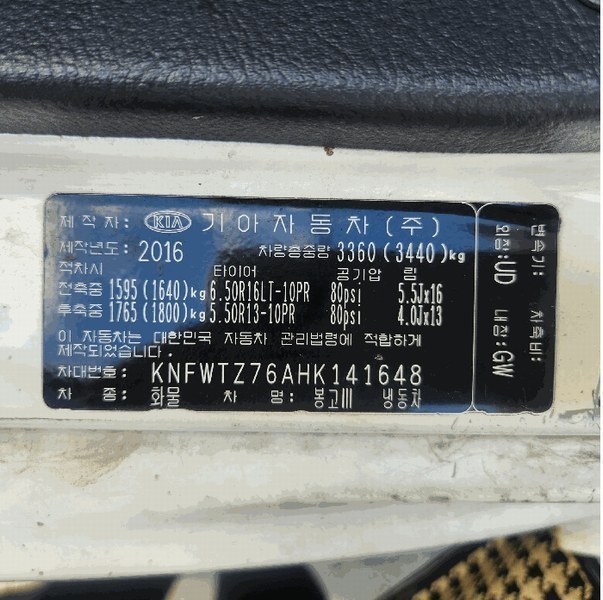 제 작 자: KIA 기아자동차(주)
제작년도: 2016 차량총중량 3360(3440)kg
적차시 타이어 공기압 림
전축중 1595(1640)kg 6.50R16LT-10PR 80psi 5.5Jx16
후축중 1765(1800)kg 5.50R13-10PR 80psi 4.0Jx13
이 자동차는 대한민국 자동차 관리법령에 적합하게
제작되었습니다.
차대번호: KNFWTZ76AHK141648
차 종: 화물 차 명: 봉고III 냉동차
변속기: 차축비:
외장:UD 내장:GW